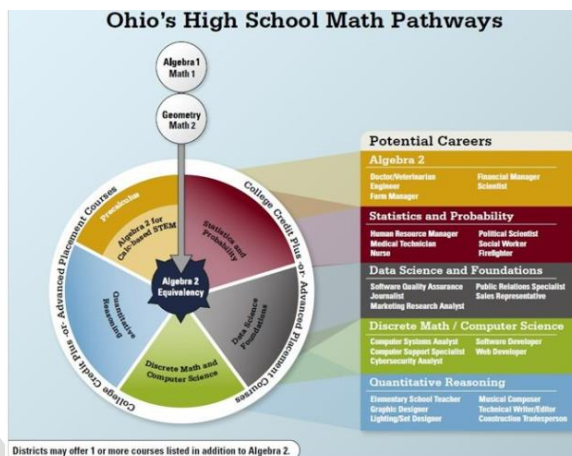 Ohio's High School Math Pathways
Algebra 1
Math 1
Geometry
Math 2
College Credit Plus -or- Advanced Placement Courses
College Credit Plus -or- Advanced Placement Courses
Precalculus
Algebra 2 for
Calc-based STEM
Statistics and
Probability
Algebra 2
Equivalency
Quantitative
Reasoning
Data Science
Foundations
Discrete Math and
Computer Science
Potential Careers
Algebra 2
Doctor/Veterinarian
Engineer
Farm Manager
Financial Manager
Scientist
Statistics and Probability
Human Resource Manager
Medical Technician
Nurse
Political Scientist
Social Worker
Firefighter
Data Science and Foundations
Software Quality Assurance
Journalist
Marketing Research Analyst
Public Relations Specialist
Sales Representative
Discrete Math / Computer Science
Computer Systems Analyst
Computer Support Specialist
Cybersecurity Analyst
Software Developer
Web Developer
Quantitative Reasoning
Elementary School Teacher
Graphic Designer
Lighting/Set Designer
Musical Composer
Technical Writer/Editor
Construction Tradesperson
Districts may offer 1 or more courses listed in addition to Algebra 2.